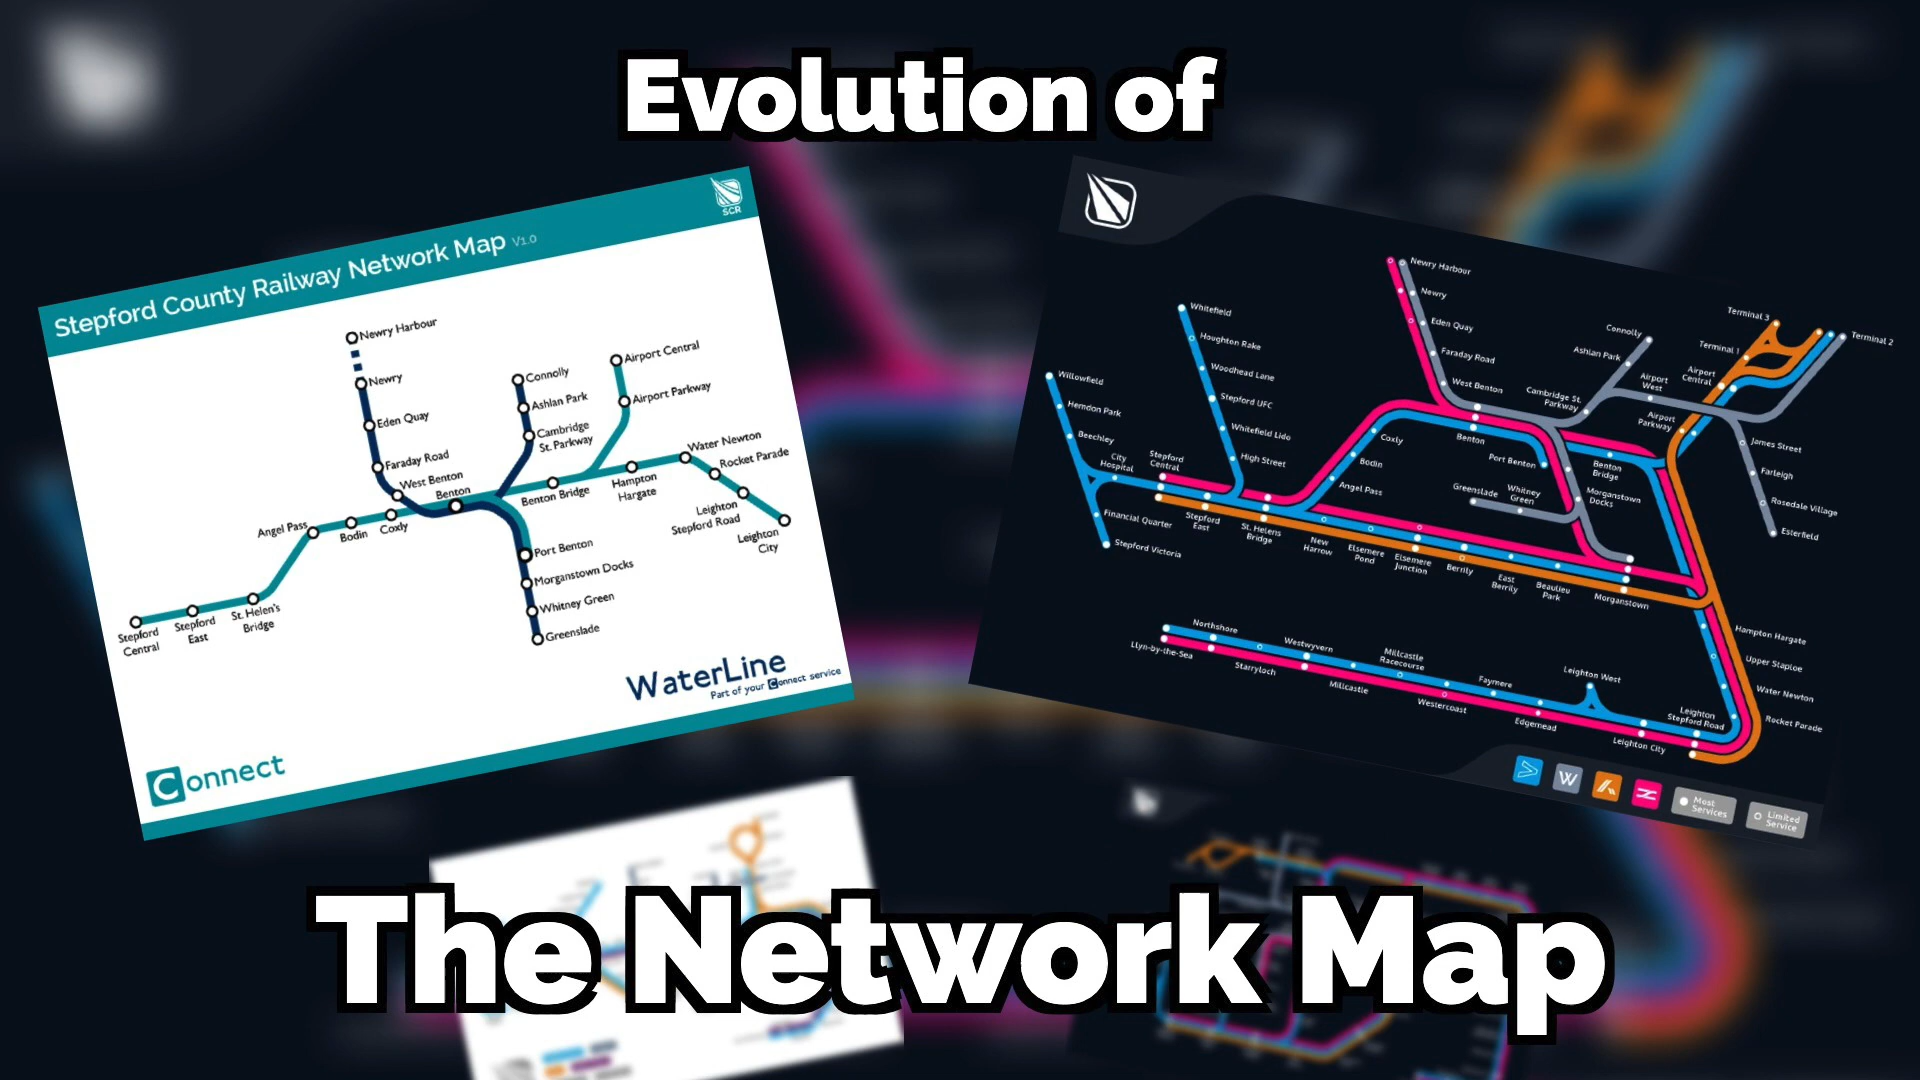 Evolution of
SCR
Stepford County Railway Network Map V1.0
Newry Harbour
Newry
Eden Quay
Faraday Road
West Benton
Benton
Connolly
Ashlan Park
Cambridge
St. Parkway
Airport Central
Airport Parkway
Water Newton
Rocket Parade
Benton Bridge
Hampton
Hargate
Leighton
Stepford Road
Leighton
City
Angel Pass
Bodin
Coxly
Port Benton
Morganstown Docks
Whitney Green
Greenslade
St. Helen's
Bridge
Stepford
East
Stepford
Central
WaterLine
Part of your Connect service
Connect
Newry Harbour
Newry
Eden Quay
Faraday Road
West Benton
Whitefield
Houghton Rake
Woodhead Lane
Stepford UFC
Whitefield Lido
High Street
Willowfield
Hemdon Park
Beechley
City
Hospital
Financial Quarter
Stepford Victoria
Stepford
Central
Stepford
East
St. Helens
Bridge
New
Harrow
Elsemere
Pond
Elsemere
Junction
Berrily
East
Berrily
Beaulieu
Park
Morganstown
Coxly
Bodin
Angel Pass
Benton
Port Benton
Greenslade
Whitney
Green
Morganstown
Docks
Benton
Bridge
Connolly
Ashlan Park
Cambridge St.
Parkway
Airport
West
Airport
Parkway
Airport
Central
Terminal 1
Terminal 3
Terminal 2
James Street
Farleigh
Rosedale Village
Esterfield
Hampton Hargate
Upper Staploe
Water Newton
Rocket Parade
Leighton
Stepford Road
Leighton City
Leighton West
Edgemead
Faymere
Westercoast
Millcastle
Racecourse
Millcastle
Westwyvern
Starryloch
Northshore
Llyn-by-the-Sea
W
Most
Services
Limited
Service
The Network Map